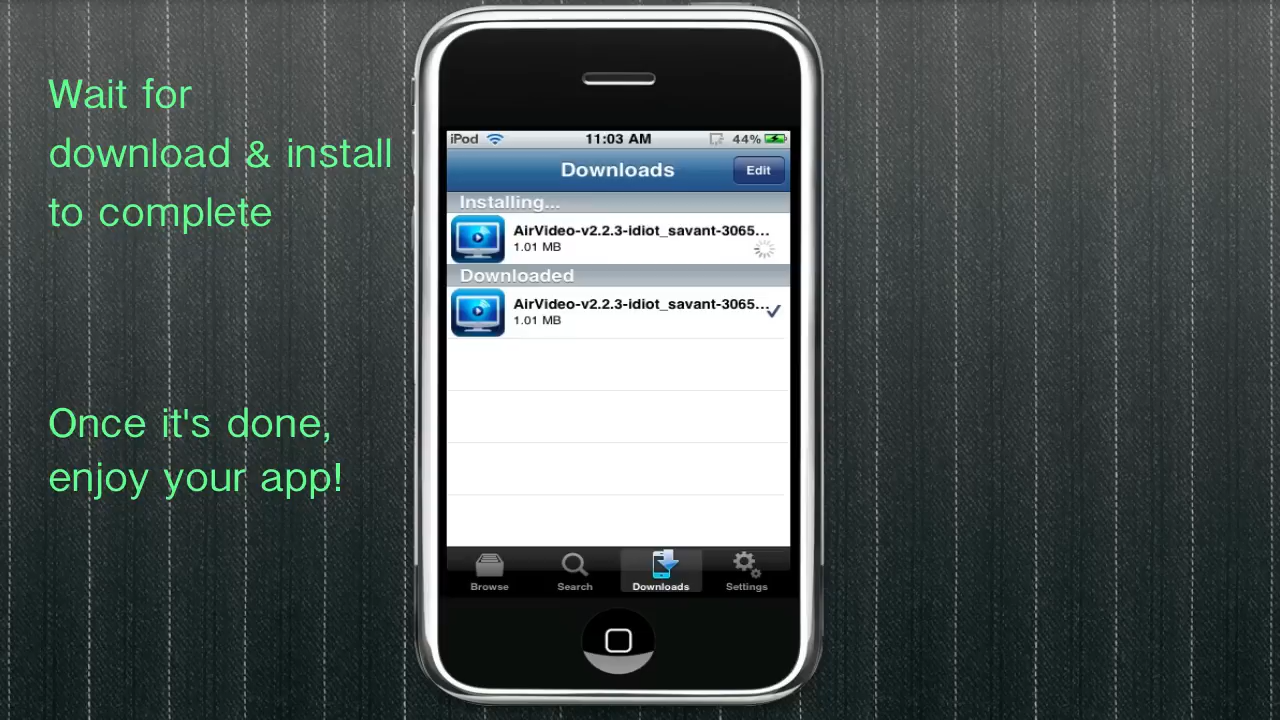 Wait for
download & install
to complete
Once it's done,
enjoy your app!
iPod 11:03 AM 44%
Downloads Edit
Installing...
AirVideo-v2.2.3-idiot_savant-3065...
1.01 MB
Downloaded
AirVideo-v2.2.3-idiot_savant-3065...
1.01 MB
Browse Search Downloads Settings